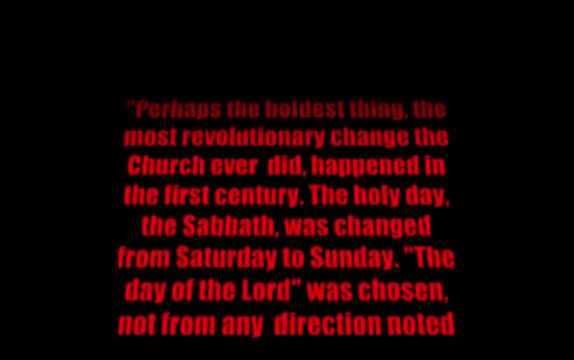 "Perhaps the boldest thing, the
most revolutionary change the
Church ever did, happened in
the first century. The holy day,
the Sabbath, was changed
from Saturday to Sunday. "The
day of the Lord" was chosen,
not from any direction noted